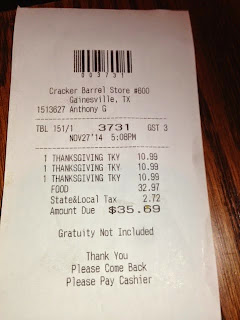 003731
Cracker Barrel Store #600
Gainesville, TX
1513627 Anthony G
TBL 151/1 3731 GST 3
NOV27'14 5:08PM
1 THANKSGIVING TKY 10.99
1 THANKSGIVING TKY 10.99
1 THANKSGIVING TKY 10.99
FOOD 32.97
State&Local Tax 2.72
Amount Due $35.69
Gratuity Not Included
Thank You
Please Come Back
Please Pay Cashier